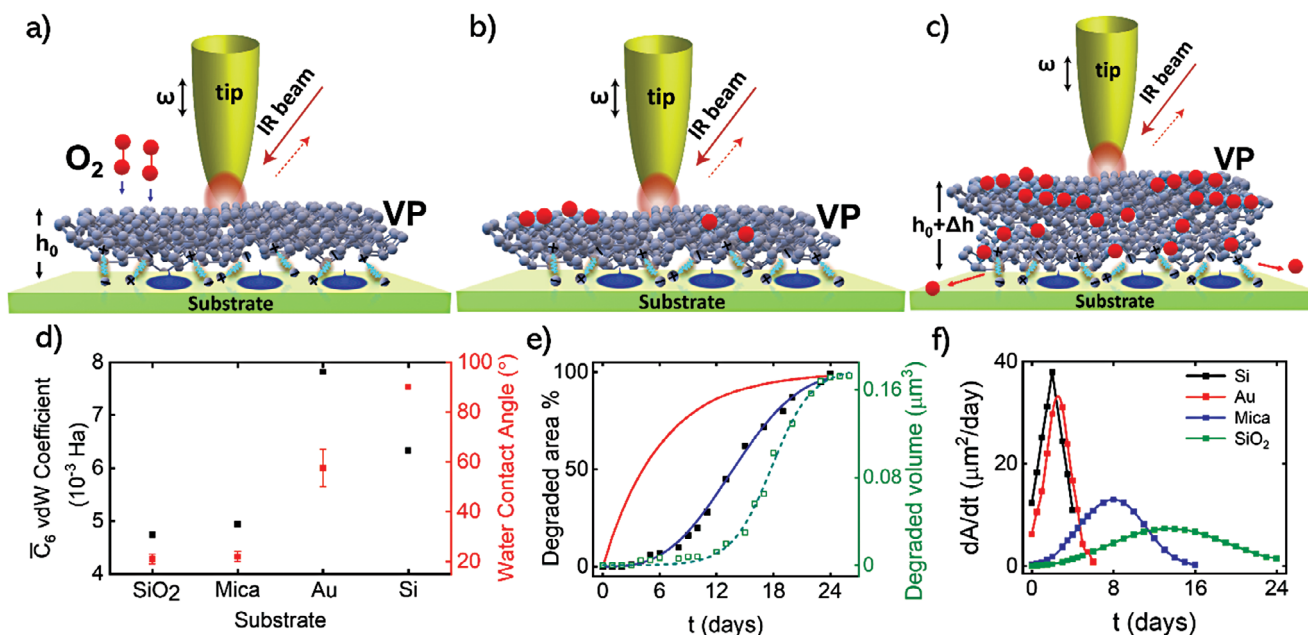 a)
ω
tip
IR beam
O2
VP
h0
Substrate
b)
ω
tip
IR beam
VP
Substrate
c)
ω
tip
IR beam
VP
h0+Δh
Substrate
d)
C̅6 vdW Coefficient
(10-3 Ha)
8
7
6
5
4
100
80
60
40
20
Water Contact Angle (°)
SiO2 Mica Au Si
Substrate
e)
Degraded area %
100
50
0
0.16
0.08
0
Degraded volume (μm3)
0 6 12 18 24
t (days)
f)
dA/dt (μm2/day)
40
20
0
Si
Au
Mica
SiO2
0 8 16 24
t (days)